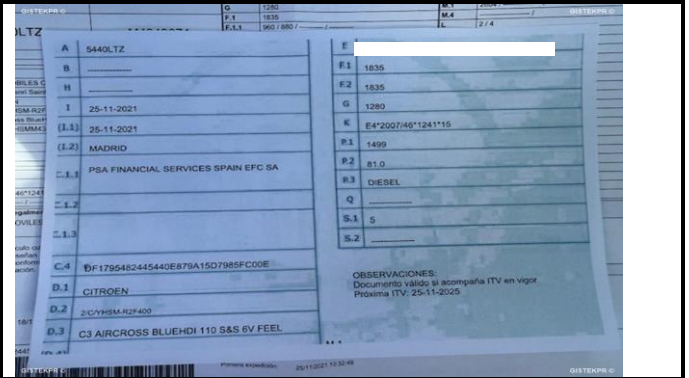 GISTEKPR ©
G 1280
F.1 1835
F.1.1 960 / 880 /
M.1
M.4
L 2 / 4
GISTEKPR ©
A 5440LTZ
B ------------
H ------------
I 25-11-2021
(I.1) 25-11-2021
(I.2) MADRID
C.1.1 PSA FINANCIAL SERVICES SPAIN EFC SA
C.1.2
C.1.3
C.4 DF1795482445440E879A15D7985FC00E
D.1 CITROEN
D.2 2/C/YHSM-R2F400
D.3 C3 AIRCROSS BLUEHDI 110 S&S 6V FEEL
E
F.1 1835
F.2 1835
G 1280
K E4*2007/46*1241*15
P.1 1499
P.2 81.0
P.3 DIESEL
Q ------------
S.1 5
S.2 ------------
OBSERVACIONES:
Documento válido si acompaña ITV en vigor
Próxima ITV: 25-11-2025
GISTEKPR ©
Primera expedición:
25/11/2021 13:32:49
GISTEKPR ©